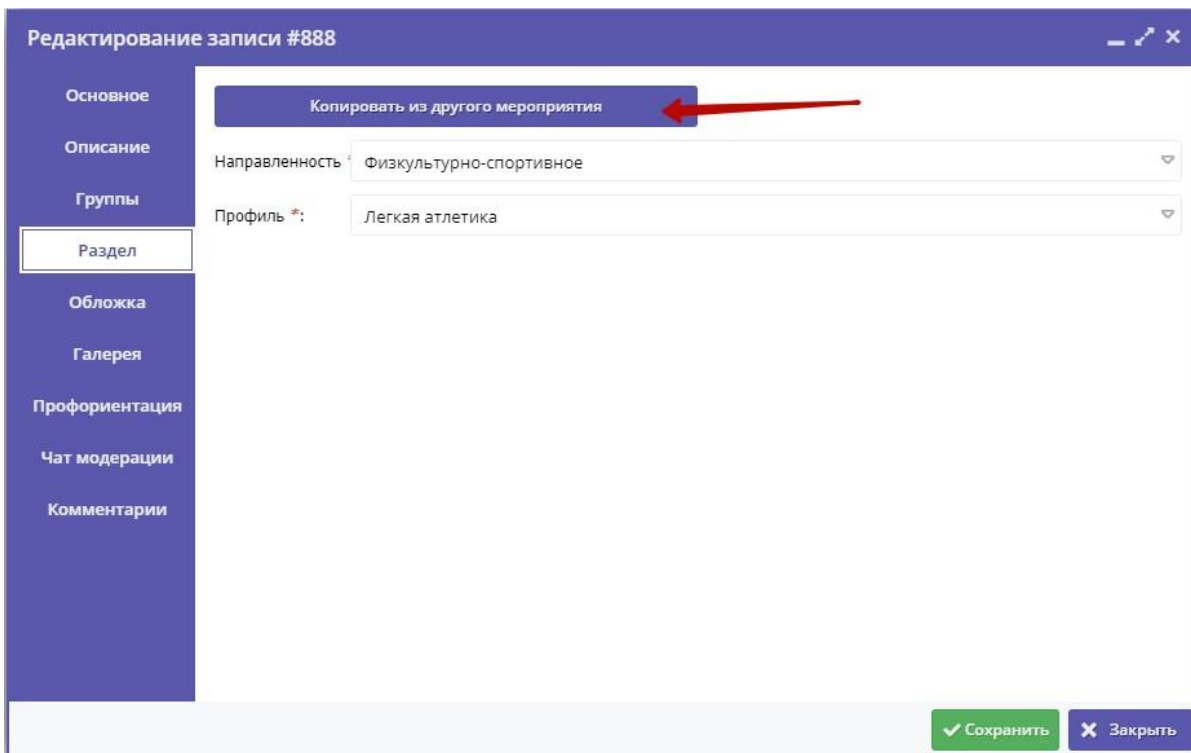 Редактирование записи #888
Основное
Описание
Группы
Раздел
Обложка
Галерея
Профориентация
Чат модерации
Комментарии
Копировать из другого мероприятия
Направленность * Физкультурно-спортивное
Профиль *: Легкая атлетика
Сохранить Закрыть